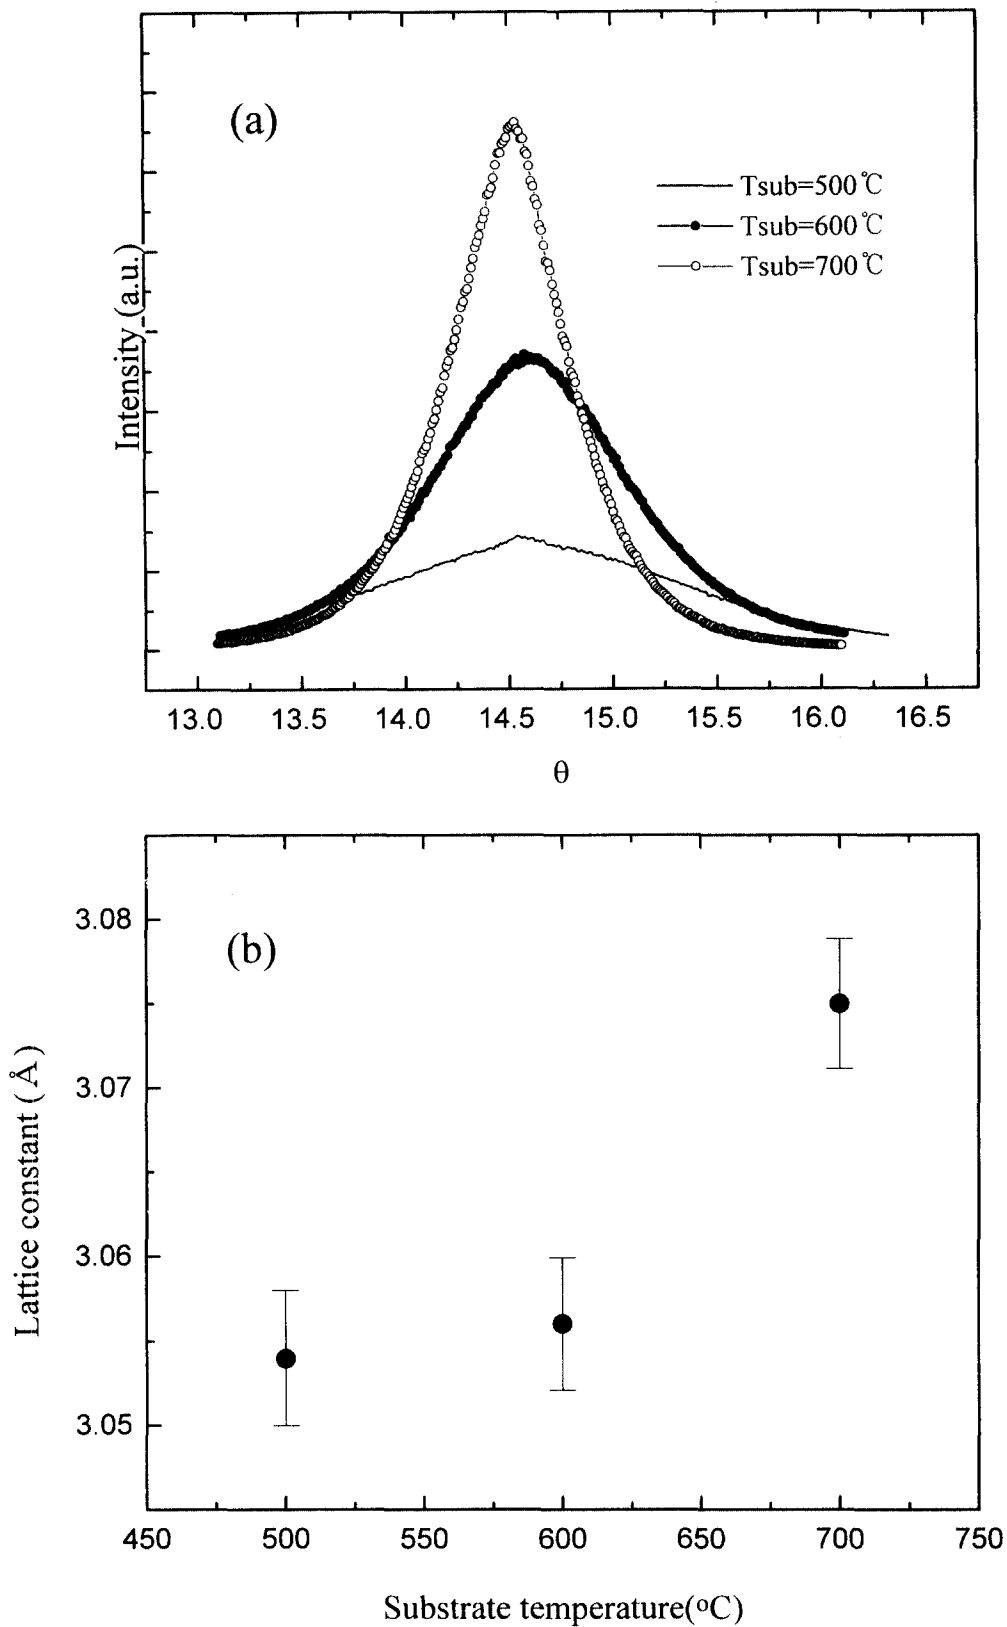 (a)
Tsub=500℃
Tsub=600℃
Tsub=700℃
Intensity (a.u.)
13.0 13.5 14.0 14.5 15.0 15.5 16.0 16.5
θ
(b)
3.08
3.07
3.06
3.05
Lattice constant ( Å )
450 500 550 600 650 700 750
Substrate temperature(°C)